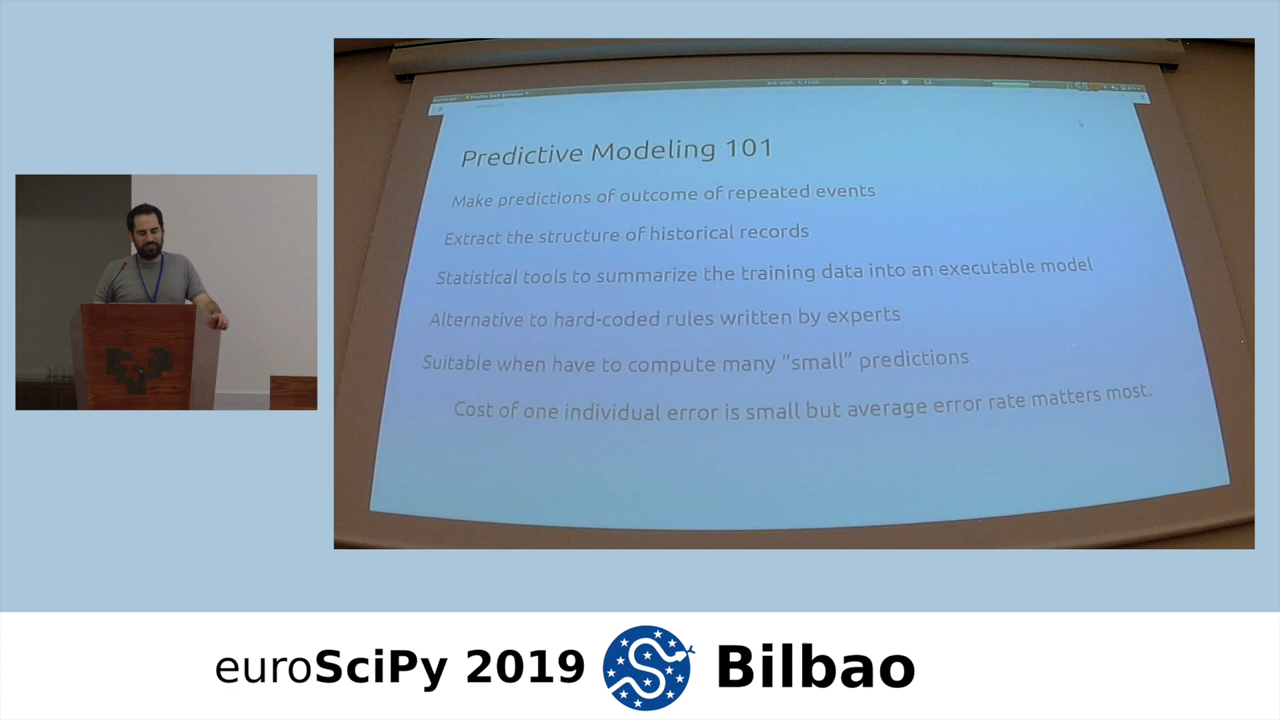 Predictive Modeling 101
Make predictions of outcome of repeated events
Extract the structure of historical records
Statistical tools to summarize the training data into an executable model
Alternative to hard-coded rules written by experts
Suitable when have to compute many “small” predictions
Cost of one individual error is small but average error rate matters most.
euroSciPy 2019 Bilbao